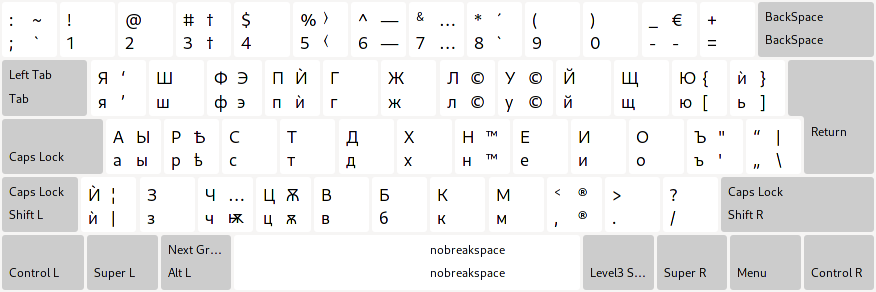 : ~ ! @ # † $ % 〉 ^ — & … * ´ ( ) _ € + BackSpace
; ` 1 2 3 † 4 5 〈 6 — 7 … 8 ` 9 0 - - = BackSpace
Left Tab Я ‘ Ш Ф Э П Ѝ Г Ж Л © У © Й Щ Ю { ѝ }
Tab я ’ ш ф э п ѝ г ж л © у © й щ ю [ ь ]
А Ы Р Ѣ С Т Д Х Н ™ Е И О Ъ " “ | Return
Caps Lock а ы р ѣ с т д х н ™ е и о ъ ' „ \
Caps Lock Ѝ ¦ З Ч … Ц Ѫ В Б К М < ® > ? Caps Lock
Shift L ѝ | з ч ѭ ц ѫ в б к м , ® . / Shift R
Next Gr… nobreakspace
Control L Super L Alt L nobreakspace Level3 S… Super R Menu Control R